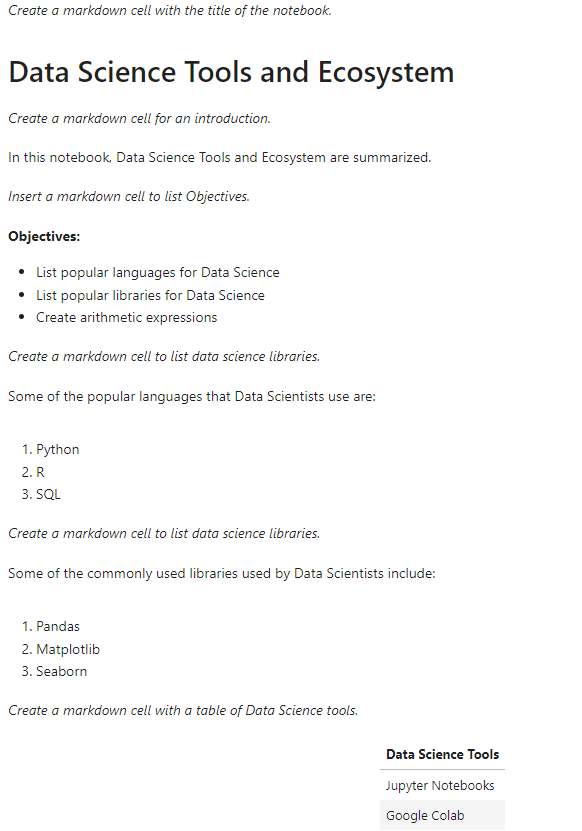 Create a markdown cell with the title of the notebook.
Data Science Tools and Ecosystem
Create a markdown cell for an introduction.
In this notebook, Data Science Tools and Ecosystem are summarized.
Insert a markdown cell to list Objectives.
Objectives:
• List popular languages for Data Science
• List popular libraries for Data Science
• Create arithmetic expressions
Create a markdown cell to list data science libraries.
Some of the popular languages that Data Scientists use are:
1. Python
2. R
3. SQL
Create a markdown cell to list data science libraries.
Some of the commonly used libraries used by Data Scientists include:
1. Pandas
2. Matplotlib
3. Seaborn
Create a markdown cell with a table of Data Science tools.
Data Science Tools
Jupyter Notebooks
Google Colab